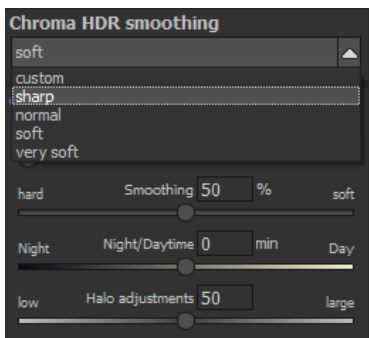 Chroma HDR smoothing
soft
custom
sharp
normal
soft
very soft
hard Smoothing 50 % soft
Night Night/Daytime 0 min Day
low Halo adjustments 50 large